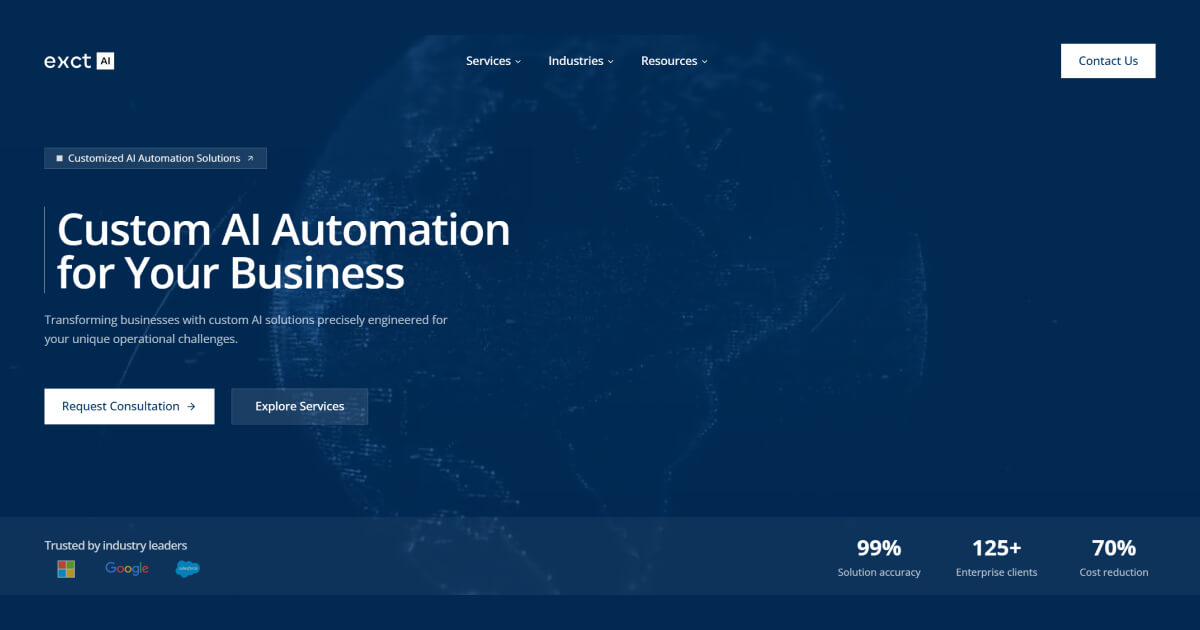 exct AI
Services
Industries
Resources
Contact Us
Customized AI Automation Solutions
Custom AI Automation
for Your Business
Transforming businesses with custom AI solutions precisely engineered for
your unique operational challenges.
Request Consultation
Explore Services
Trusted by industry leaders
Google
salesforce
99%
Solution accuracy
125+
Enterprise clients
70%
Cost reduction